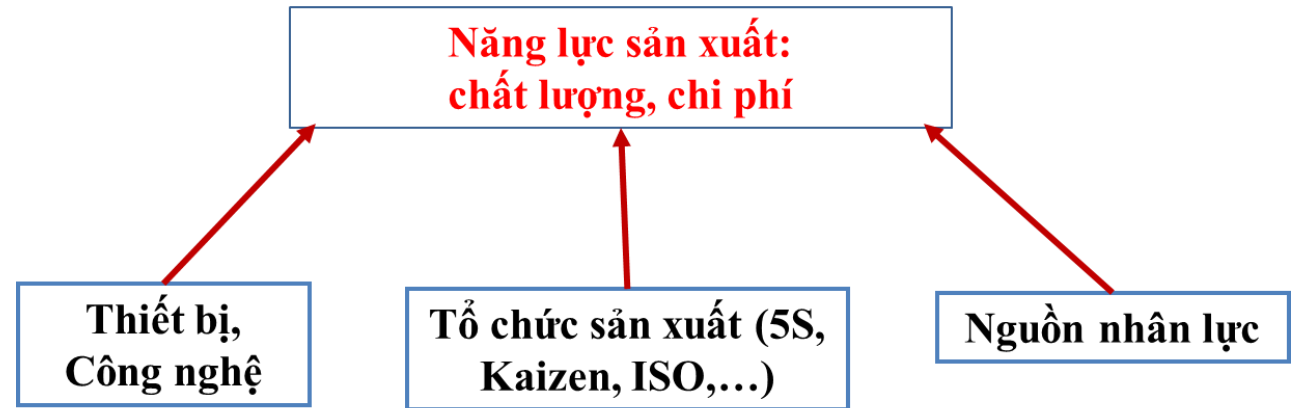 Năng lực sản xuất:
chất lượng, chi phí
Thiết bị,
Công nghệ
Tổ chức sản xuất (5S,
Kaizen, ISO,…)
Nguồn nhân lực